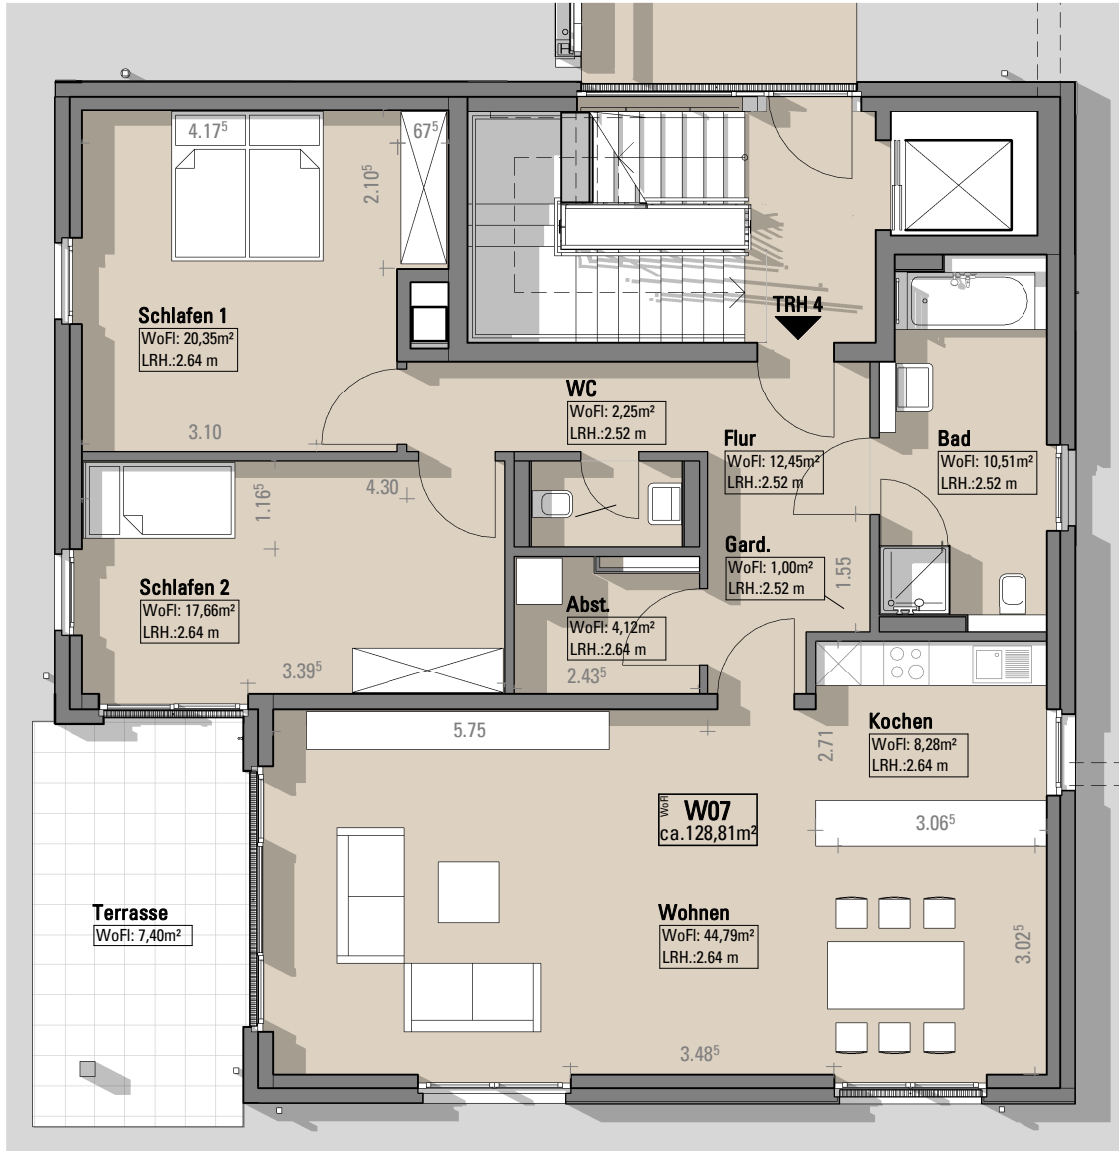 4.17⁵
67⁵
2.10⁵
TRH 4
Schlafen 1
WoFl: 20,35m²
LRH.:2.64 m
WC
WoFl: 2,25m²
LRH.:2.52 m
3.10
Flur
WoFl: 12,45m²
LRH.:2.52 m
Bad
WoFl: 10,51m²
LRH.:2.52 m
4.30
1.16⁵
Gard.
WoFl: 1,00m²
LRH.:2.52 m
1.55
Schlafen 2
WoFl: 17,66m²
LRH.:2.64 m
Abst.
WoFl: 4,12m²
LRH.:2.64 m
3.39⁵
2.43⁵
5.75
Kochen
WoFl: 8,28m²
LRH.:2.64 m
2.71
WoFl
W07
ca.128,81m²
3.06⁵
Terrasse
WoFl: 7,40m²
Wohnen
WoFl: 44,79m²
LRH.:2.64 m
3.02⁵
3.48⁵